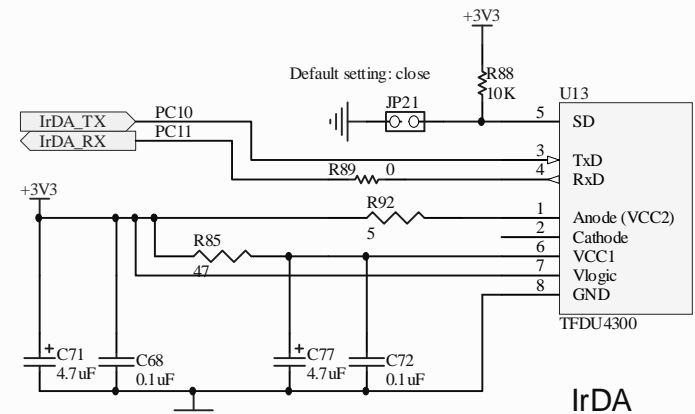 +3V3
Default setting: close
R88
10K
U13
JP21
5
SD
IrDA_TX
PC10
IrDA_RX
PC11
3
TxD
R89
0
4
RxD
+3V3
R92
5
1
Anode (VCC2)
2
Cathode
R85
47
6
VCC1
7
Vlogic
8
GND
TFDU4300
+
C71
4.7uF
C68
0.1uF
+
C77
4.7uF
C72
0.1uF
IrDA